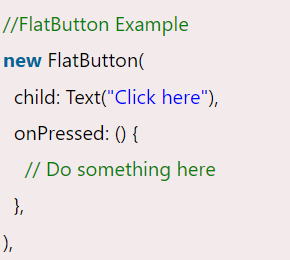 //FlatButton Example
new FlatButton(
  child: Text("Click here"),
  onPressed: () {
    // Do something here
  },
),